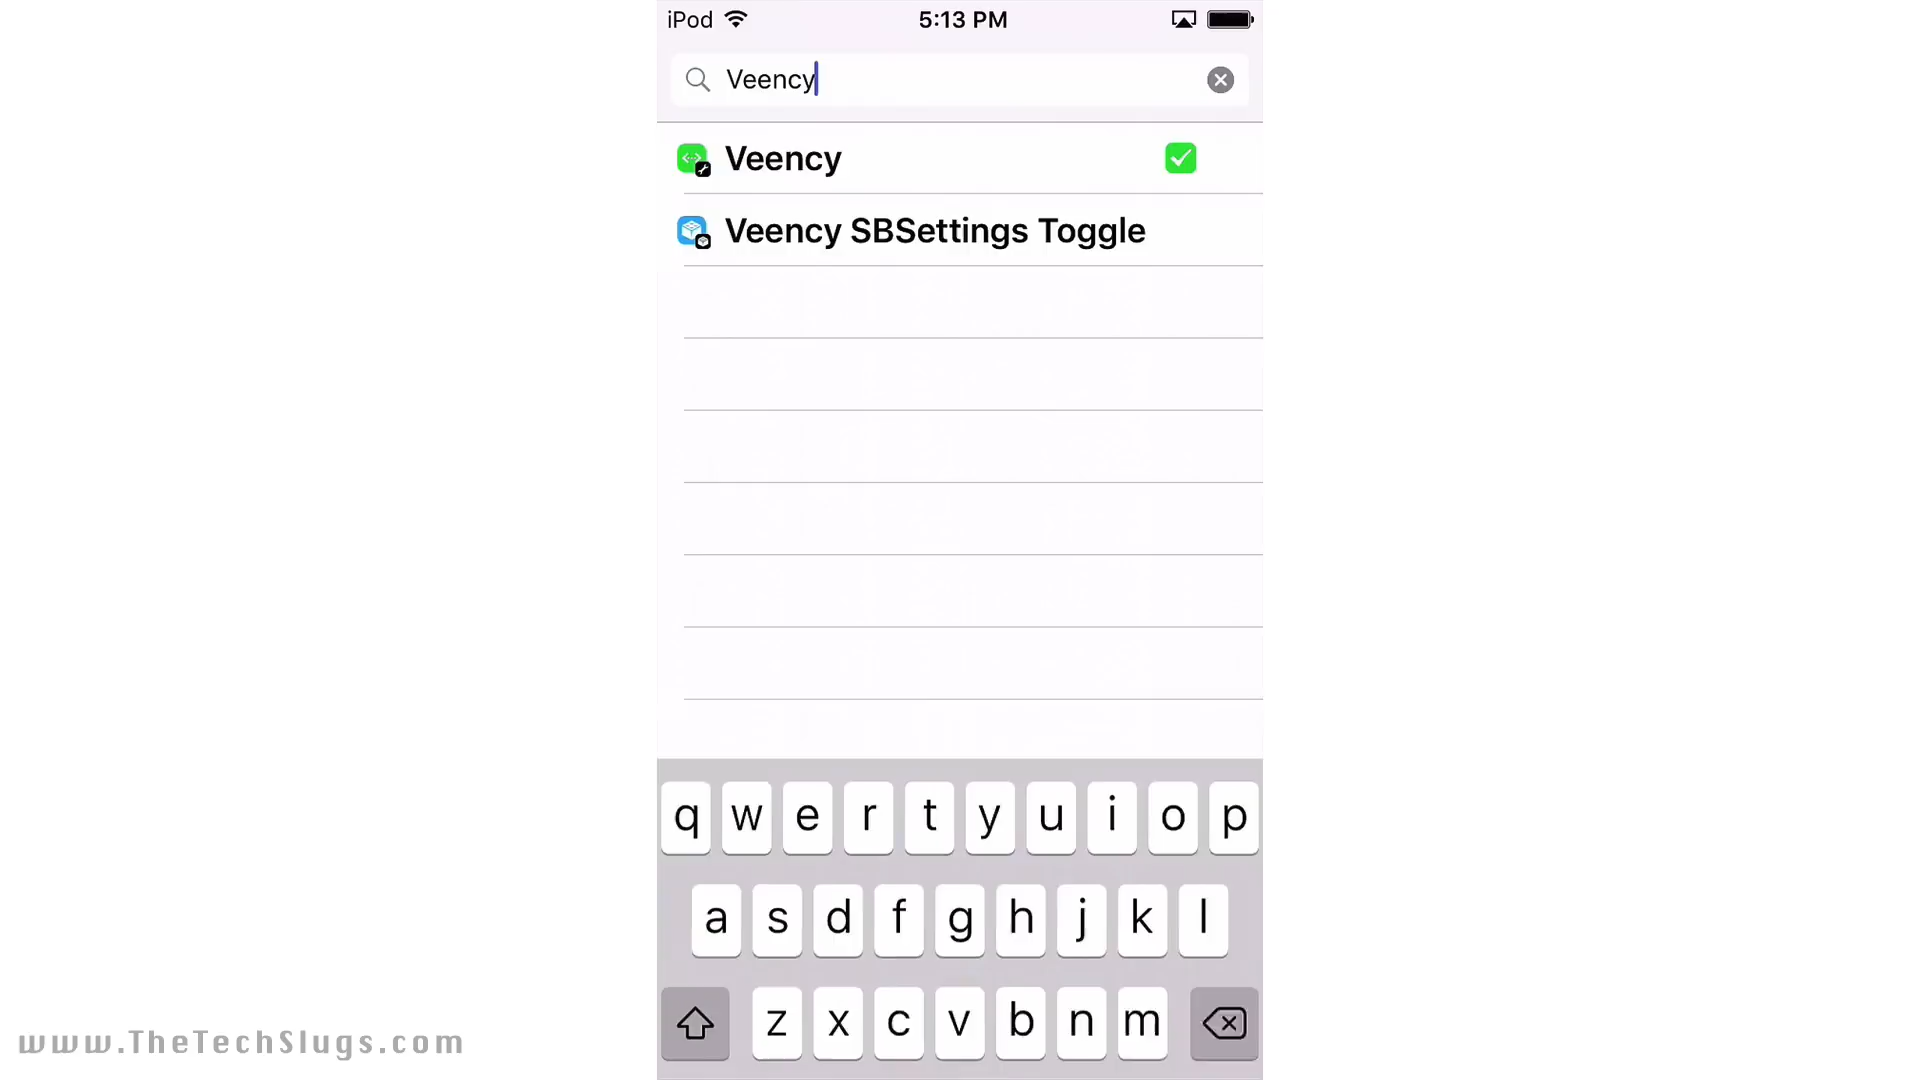 iPod 5:13 PM
Veency
Veency
Veency SBSettings Toggle
q w e r t y u i o p
a s d f g h j k l
z x c v b n m
www.TheTechSlugs.com